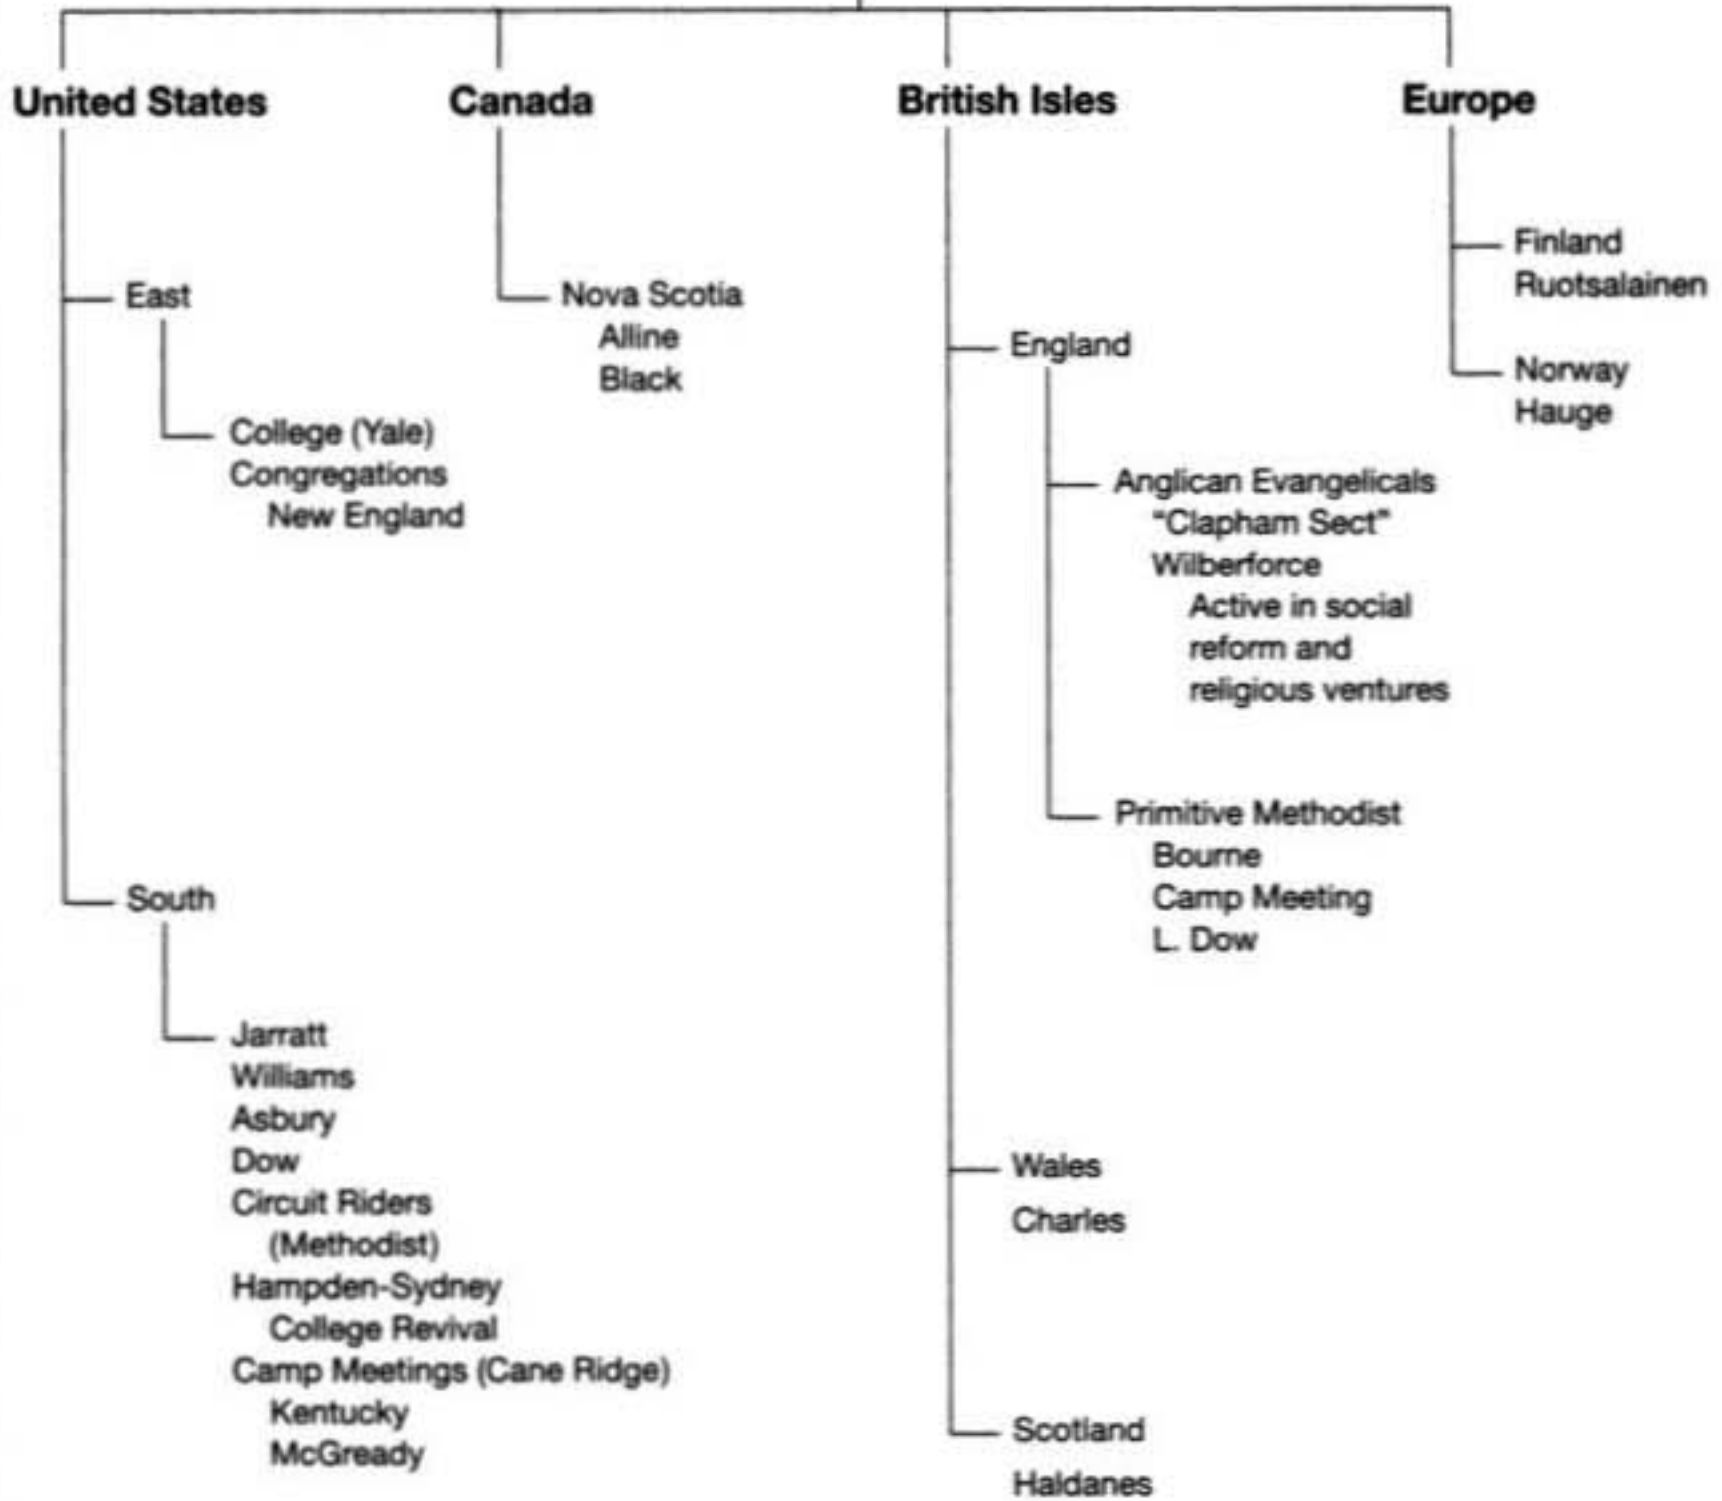 United States
East
College (Yale)
Congregations
New England
South
Jarratt
Williams
Asbury
Dow
Circuit Riders
(Methodist)
Hampden-Sydney
College Revival
Camp Meetings (Cane Ridge)
Kentucky
McGready
Canada
Nova Scotia
Alline
Black
British Isles
England
Anglican Evangelicals
“Clapham Sect”
Wilberforce
Active in social
reform and
religious ventures
Primitive Methodist
Bourne
Camp Meeting
L. Dow
Wales
Charles
Scotland
Haldanes
Europe
Finland
Ruotsalainen
Norway
Hauge